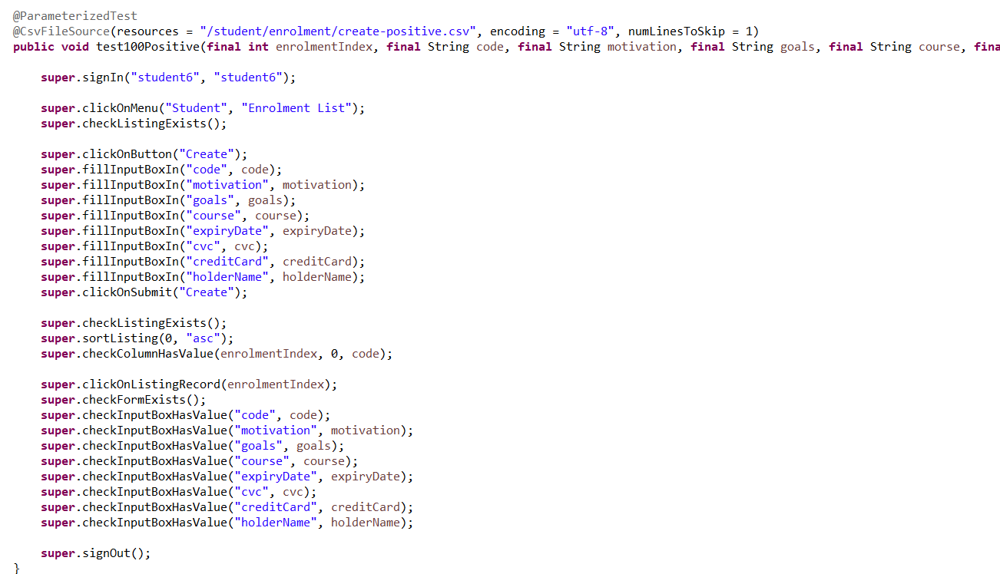 @ParameterizedTest
@CsvFileSource(resources = "/student/enrolment/create-positive.csv", encoding = "utf-8", numLinesToSkip = 1)
public void test100Positive(final int enrolmentIndex, final String code, final String motivation, final String goals, final String course, fina
super.signIn("student6", "student6");
super.clickOnMenu("Student", "Enrolment List");
super.checkListingExists();
super.clickOnButton("Create");
super.fillInputBoxIn("code", code);
super.fillInputBoxIn("motivation", motivation);
super.fillInputBoxIn("goals", goals);
super.fillInputBoxIn("course", course);
super.fillInputBoxIn("expiryDate", expiryDate);
super.fillInputBoxIn("cvc", cvc);
super.fillInputBoxIn("creditCard", creditCard);
super.fillInputBoxIn("holderName", holderName);
super.clickOnSubmit("Create");
super.checkListingExists();
super.sortListing(0, "asc");
super.checkColumnHasValue(enrolmentIndex, 0, code);
super.clickOnListingRecord(enrolmentIndex);
super.checkFormExists();
super.checkInputBoxHasValue("code", code);
super.checkInputBoxHasValue("motivation", motivation);
super.checkInputBoxHasValue("goals", goals);
super.checkInputBoxHasValue("course", course);
super.checkInputBoxHasValue("expiryDate", expiryDate);
super.checkInputBoxHasValue("cvc", cvc);
super.checkInputBoxHasValue("creditCard", creditCard);
super.checkInputBoxHasValue("holderName", holderName);
super.signOut();
}